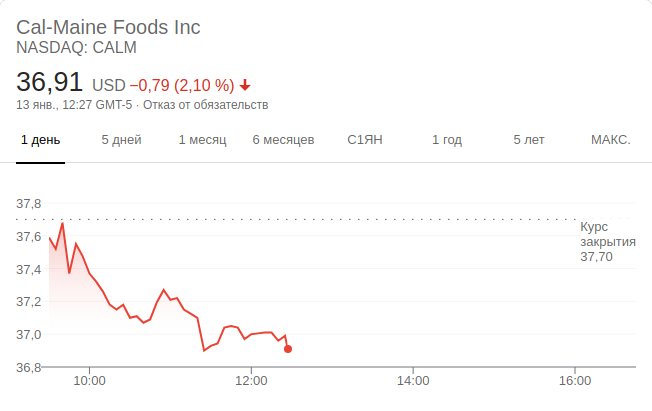 Cal-Maine Foods Inc
NASDAQ: CALM
36,91 USD −0,79 (2,10 %)
13 янв., 12:27 GMT-5 · Отказ от обязательств
1 день 5 дней 1 месяц 6 месяцев С1ЯН 1 год 5 лет МАКС.
37,8
37,6
37,4
37,2
37,0
36,8
Курс
закрытия
37,70
10:00 12:00 14:00 16:00